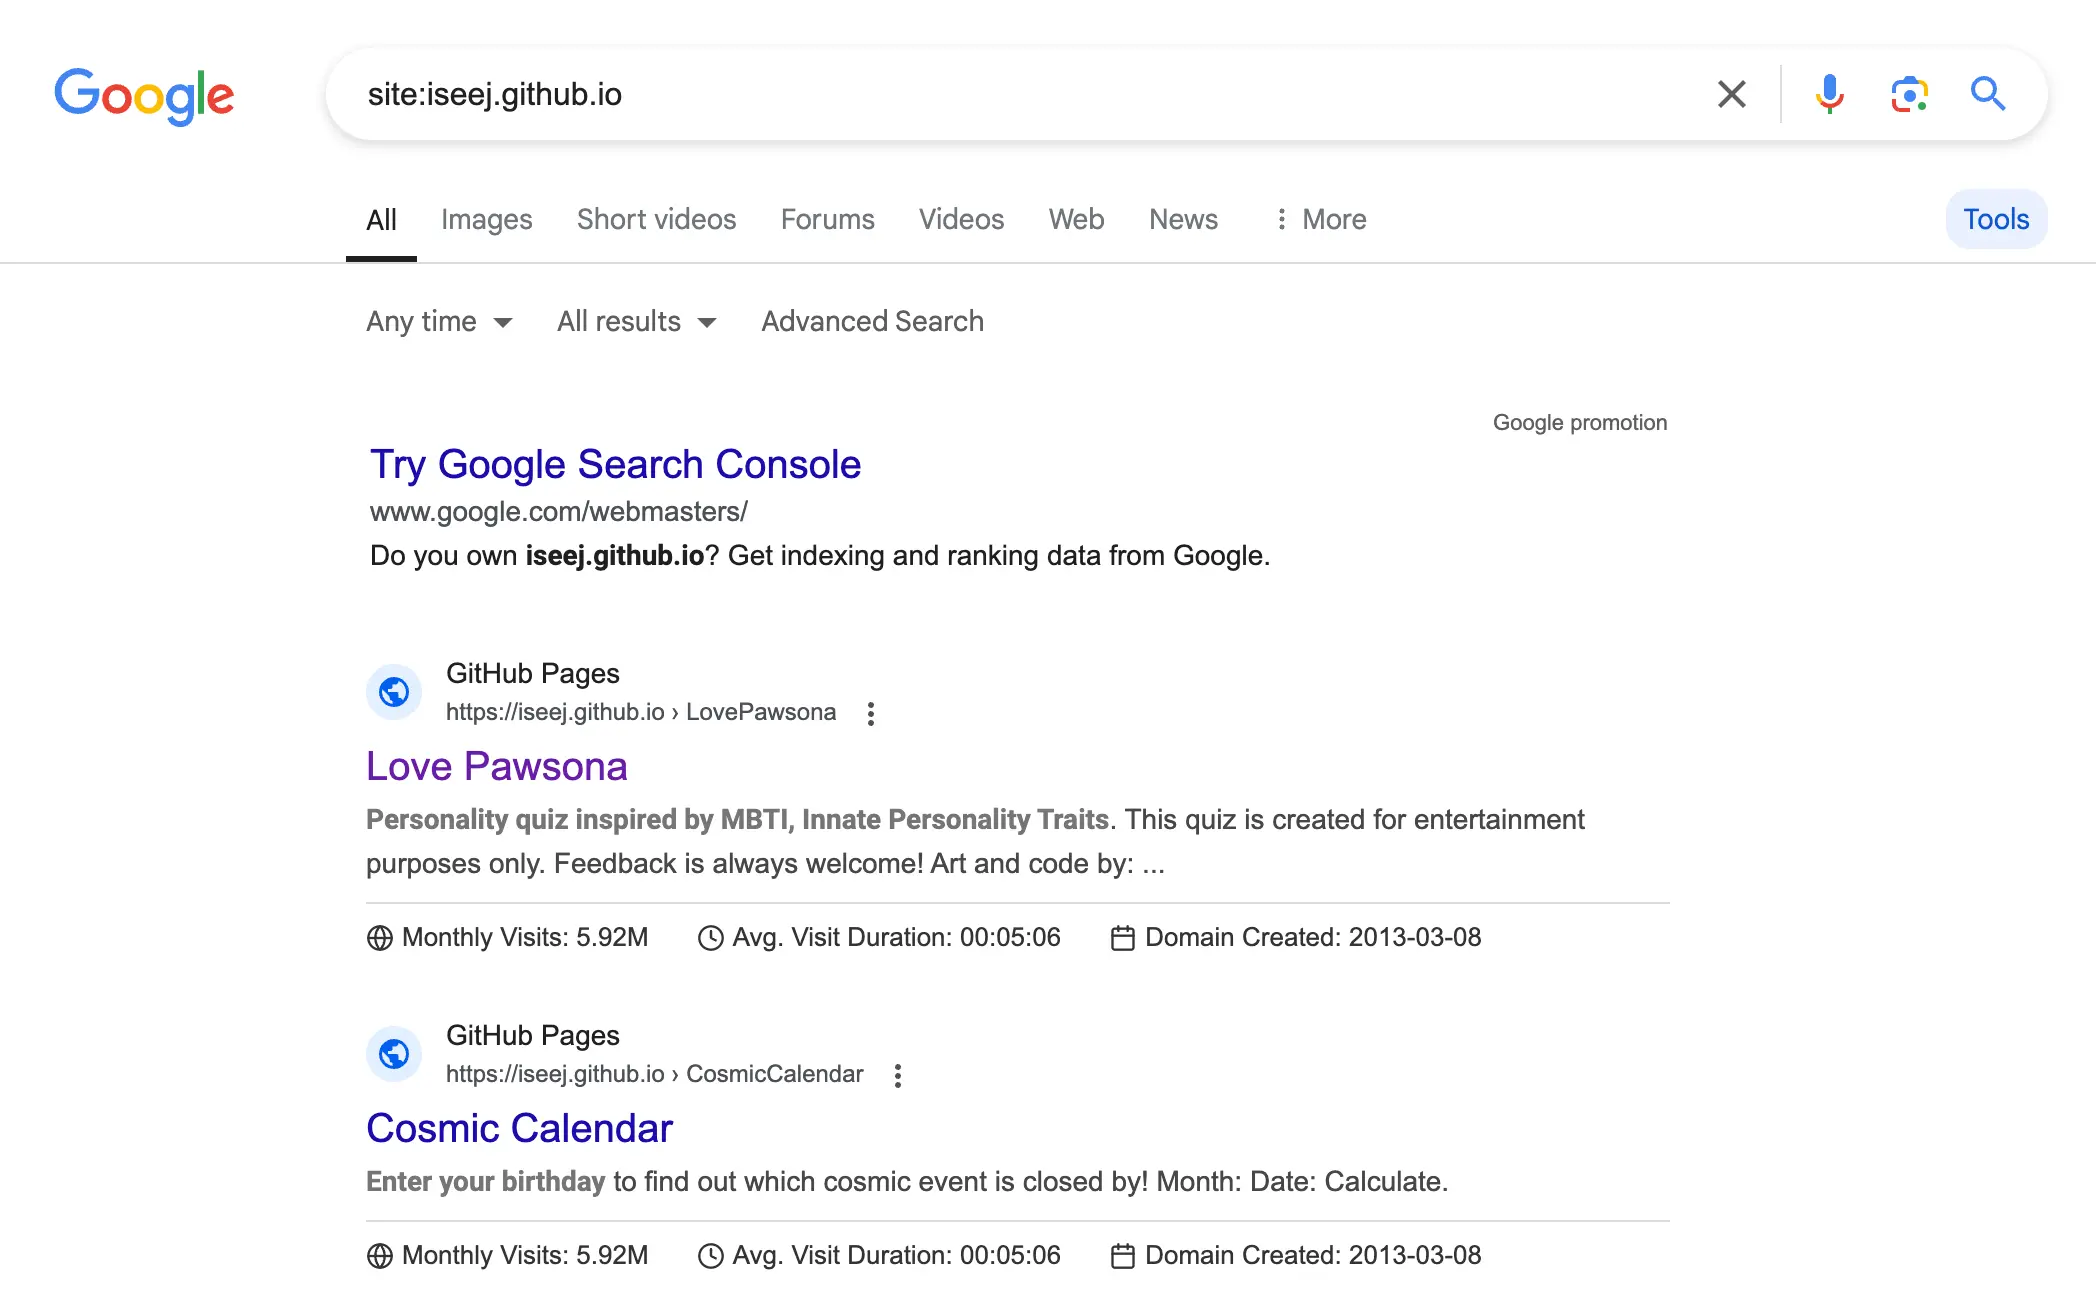 Google
site:iseej.github.io
All Images Short videos Forums Videos Web News More Tools
Any time All results Advanced Search
Google promotion
Try Google Search Console
www.google.com/webmasters/
Do you own iseej.github.io? Get indexing and ranking data from Google.
GitHub Pages
https://iseej.github.io › LovePawsona
Love Pawsona
Personality quiz inspired by MBTI, Innate Personality Traits. This quiz is created for entertainment
purposes only. Feedback is always welcome! Art and code by: ...
Monthly Visits: 5.92M Avg. Visit Duration: 00:05:06 Domain Created: 2013-03-08
GitHub Pages
https://iseej.github.io › CosmicCalendar
Cosmic Calendar
Enter your birthday to find out which cosmic event is closed by! Month: Date: Calculate.
Monthly Visits: 5.92M Avg. Visit Duration: 00:05:06 Domain Created: 2013-03-08